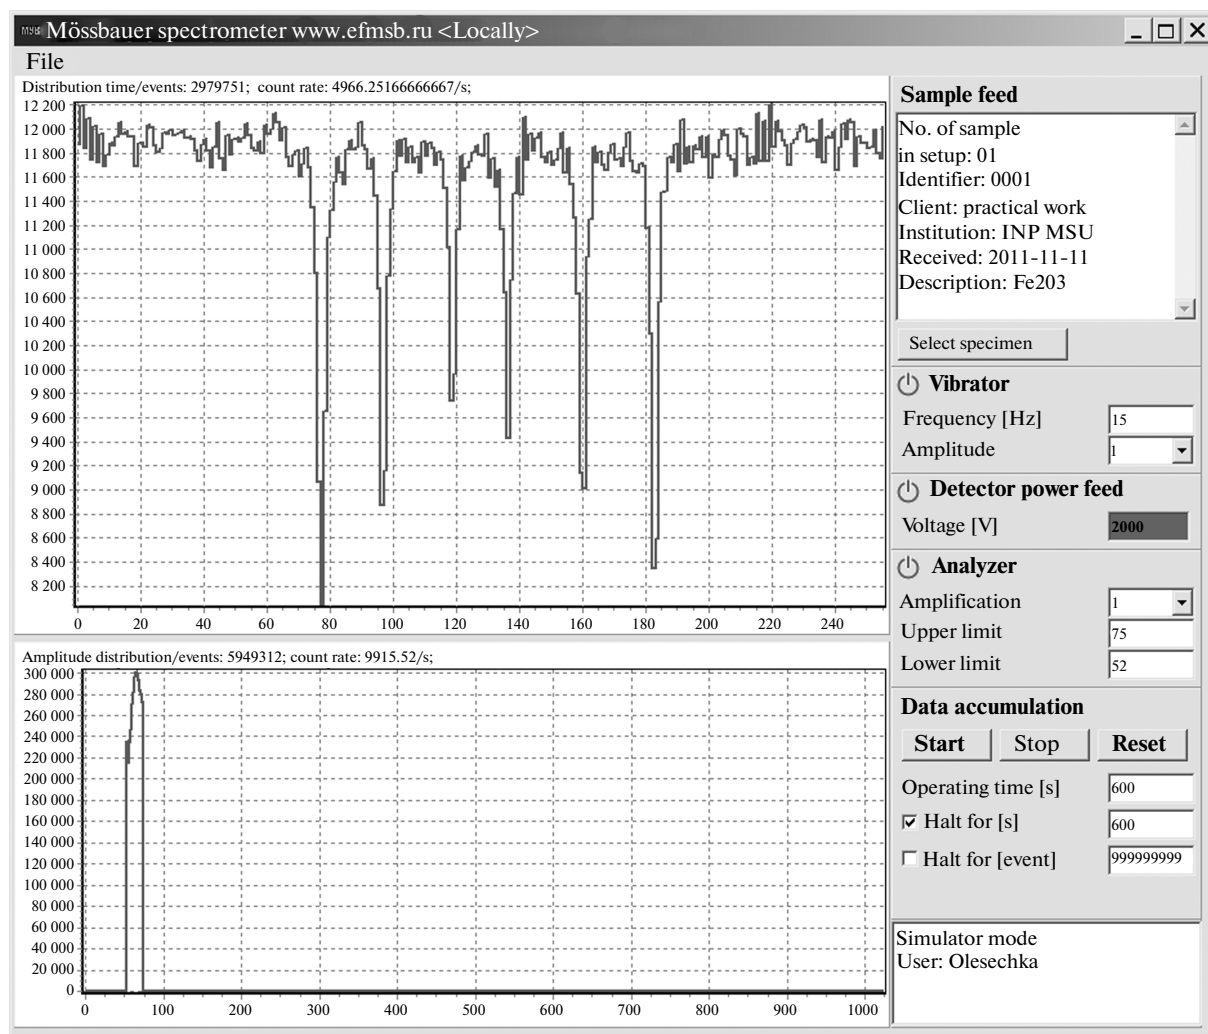 Mössbauer spectrometer www.efmsb.ru <Locally>
File
Distribution time/events: 2979751; count rate: 4966.25166666667/s;
12 200
12 000
11 800
11 600
11 400
11 200
11 000
10 800
10 600
10 400
10 200
10 000
9 800
9 600
9 400
9 200
9 000
8 800
8 600
8 400
8 200
0 20 40 60 80 100 120 140 160 180 200 220 240
Amplitude distribution/events: 5949312; count rate: 9915.52/s;
300 000
280 000
260 000
240 000
220 000
200 000
180 000
160 000
140 000
120 000
100 000
80 000
60 000
40 000
20 000
0
0 100 200 300 400 500 600 700 800 900 1000
Sample feed
No. of sample
in setup: 01
Identifier: 0001
Client: practical work
Institution: INP MSU
Received: 2011-11-11
Description: Fe203
Select specimen
Vibrator
Frequency [Hz] 15
Amplitude 1
Detector power feed
Voltage [V] 2000
Analyzer
Amplification 1
Upper limit 75
Lower limit 52
Data accumulation
Start Stop Reset
Operating time [s] 600
Halt for [s] 600
Halt for [event] 999999999
Simulator mode
User: Olesechka